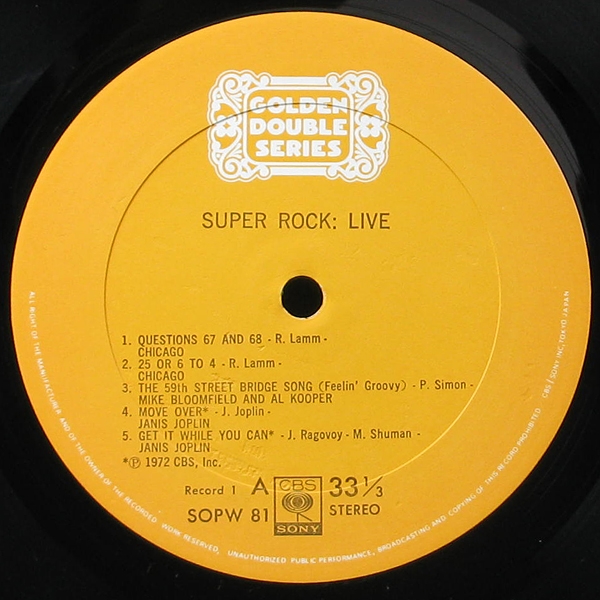 GOLDEN
DOUBLE
SERIES
SUPER ROCK: LIVE
1. QUESTIONS 67 AND 68 - R. Lamm -
CHICAGO
2. 25 OR 6 TO 4 - R. Lamm -
CHICAGO
3. THE 59th STREET BRIDGE SONG (Feelin' Groovy) - P. Simon -
MIKE BLOOMFIELD AND AL KOOPER
4. MOVE OVER* - J. Joplin -
JANIS JOPLIN
5. GET IT WHILE YOU CAN* - J. Ragovoy - M. Shuman -
JANIS JOPLIN
*℗ 1972 CBS, Inc.
Record 1 A CBS 33 1/3
SOPW 81 SONY STEREO
ALL RIGHT OF THE MANUFACTURER AND OF THE OWNER OF THE RECORDED WORK RESERVED. UNAUTHORIZED PUBLIC PERFORMANCE, BROADCASTING AND COPYING OF THIS RECORD PROHIBITED CBS/SONY INC. TOKYO JAPAN